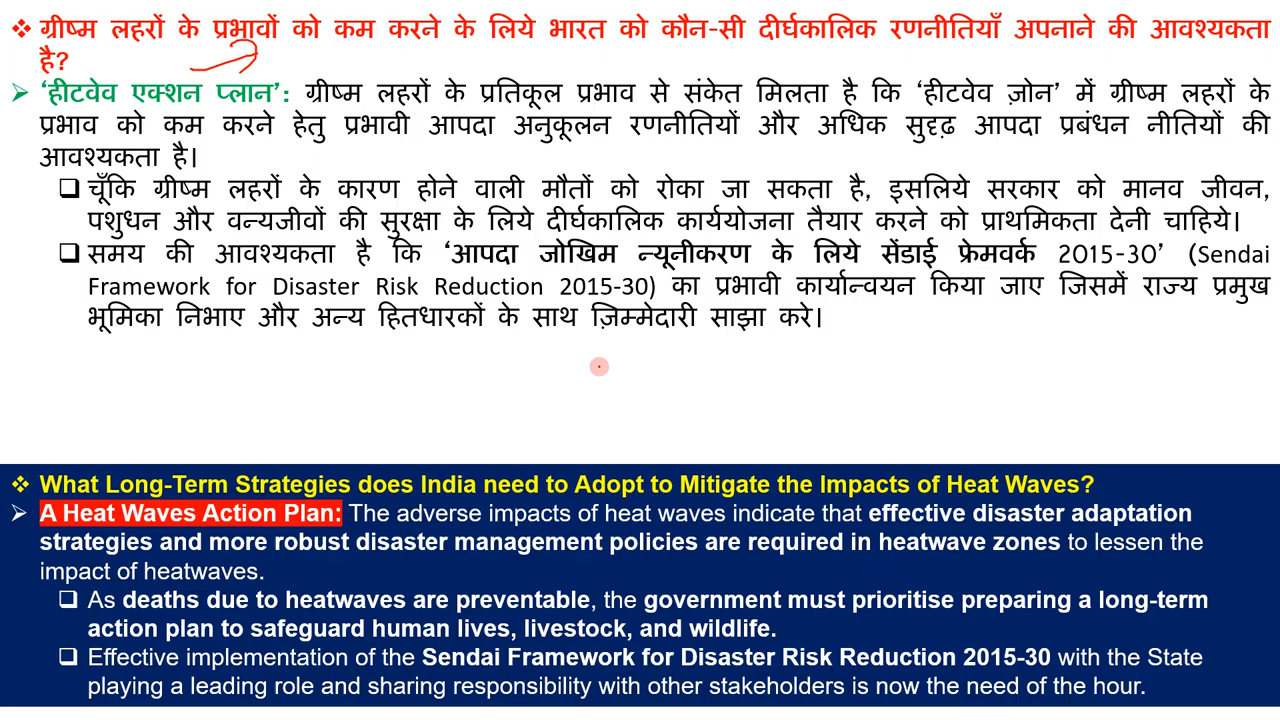 ❖ ग्रीष्म लहरों के प्रभावों को कम करने के लिये भारत को कौन-सी दीर्घकालिक रणनीतियाँ अपनाने की आवश्यकता
है?
➢ ‘हीटवेव एक्शन प्लान’: ग्रीष्म लहरों के प्रतिकूल प्रभाव से संकेत मिलता है कि ‘हीटवेव ज़ोन’ में ग्रीष्म लहरों के
प्रभाव को कम करने हेतु प्रभावी आपदा अनुकूलन रणनीतियों और अधिक सुदृढ़ आपदा प्रबंधन नीतियों की
आवश्यकता है।
❑ चूँकि ग्रीष्म लहरों के कारण होने वाली मौतों को रोका जा सकता है, इसलिये सरकार को मानव जीवन,
पशुधन और वन्यजीवों की सुरक्षा के लिये दीर्घकालिक कार्ययोजना तैयार करने को प्राथमिकता देनी चाहिये।
❑ समय की आवश्यकता है कि ‘आपदा जोखिम न्यूनीकरण के लिये सेंडाई फ्रेमवर्क 2015-30’ (Sendai
Framework for Disaster Risk Reduction 2015-30) का प्रभावी कार्यान्वयन किया जाए जिसमें राज्य प्रमुख
भूमिका निभाए और अन्य हितधारकों के साथ ज़िम्मेदारी साझा करे।
❖ What Long-Term Strategies does India need to Adopt to Mitigate the Impacts of Heat Waves?
➢ A Heat Waves Action Plan: The adverse impacts of heat waves indicate that effective disaster adaptation
strategies and more robust disaster management policies are required in heatwave zones to lessen the
impact of heatwaves.
❑ As deaths due to heatwaves are preventable, the government must prioritise preparing a long-term
action plan to safeguard human lives, livestock, and wildlife.
❑ Effective implementation of the Sendai Framework for Disaster Risk Reduction 2015-30 with the State
playing a leading role and sharing responsibility with other stakeholders is now the need of the hour.